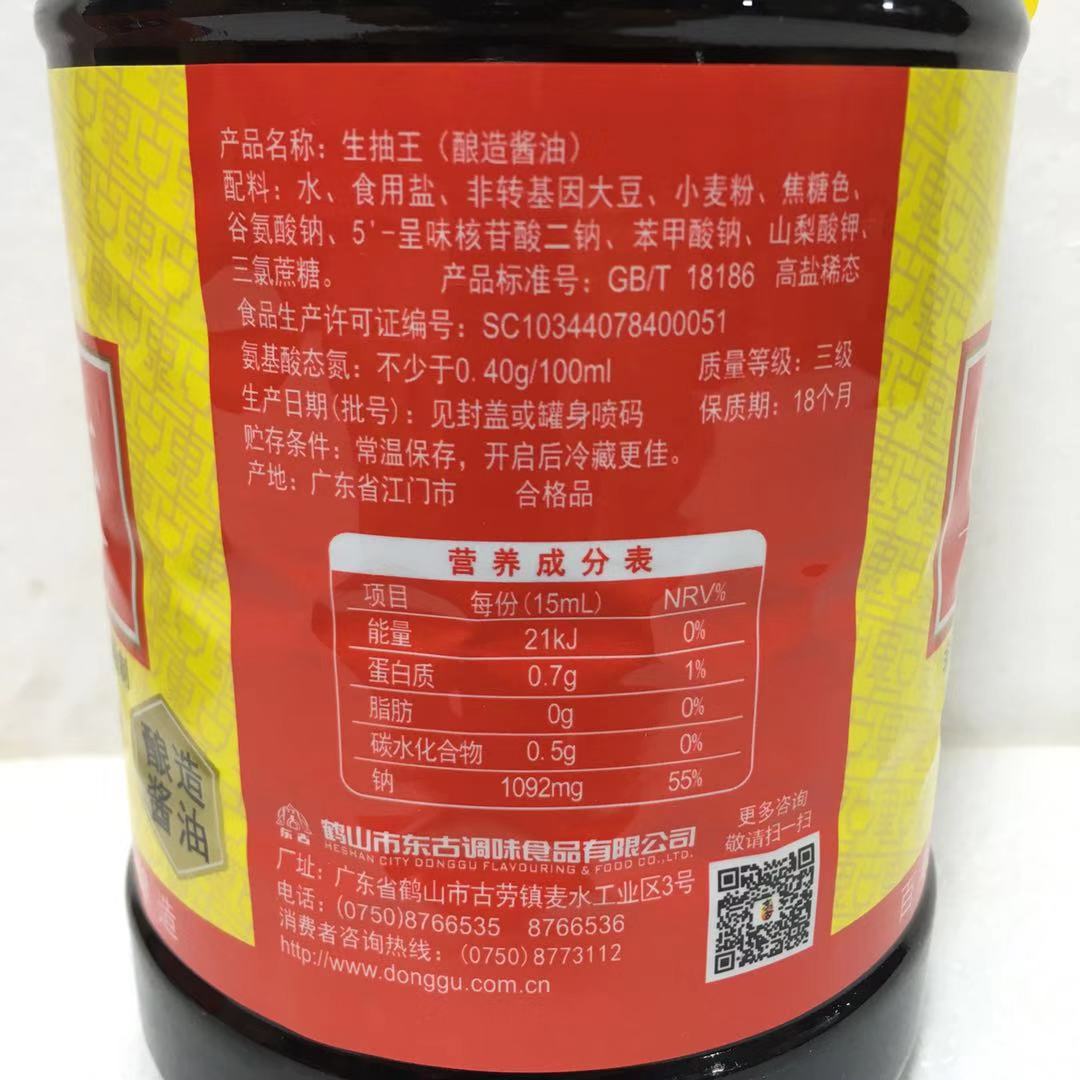 产品名称：生抽王（酿造酱油）
配料：水、食用盐、非转基因大豆、小麦粉、焦糖色、
谷氨酸钠、5'-呈味核苷酸二钠、苯甲酸钠、山梨酸钾、
三氯蔗糖。 产品标准号：GB/T 18186 高盐稀态
食品生产许可证编号：SC10344078400051
氨基酸态氮：不少于0.40g/100ml 质量等级：三级
生产日期(批号)：见封盖或罐身喷码 保质期：18个月
贮存条件：常温保存，开启后冷藏更佳。
产地：广东省江门市 合格品
营养成分表
项目 每份(15mL) NRV%
能量 21kJ 0%
蛋白质 0.7g 1%
脂肪 0g 0%
碳水化合物 0.5g 0%
钠 1092mg 55%
酿造
酱油
东古
鹤山市东古调味食品有限公司
HESHAN CITY DONGGU FLAVOURING & FOOD CO.,LTD.
厂址：广东省鹤山市古劳镇麦水工业区3号
电话：(0750)8766535 8766536
消费者咨询热线：(0750)8773112
http://www.donggu.com.cn
更多咨询
敬请扫一扫
造
百